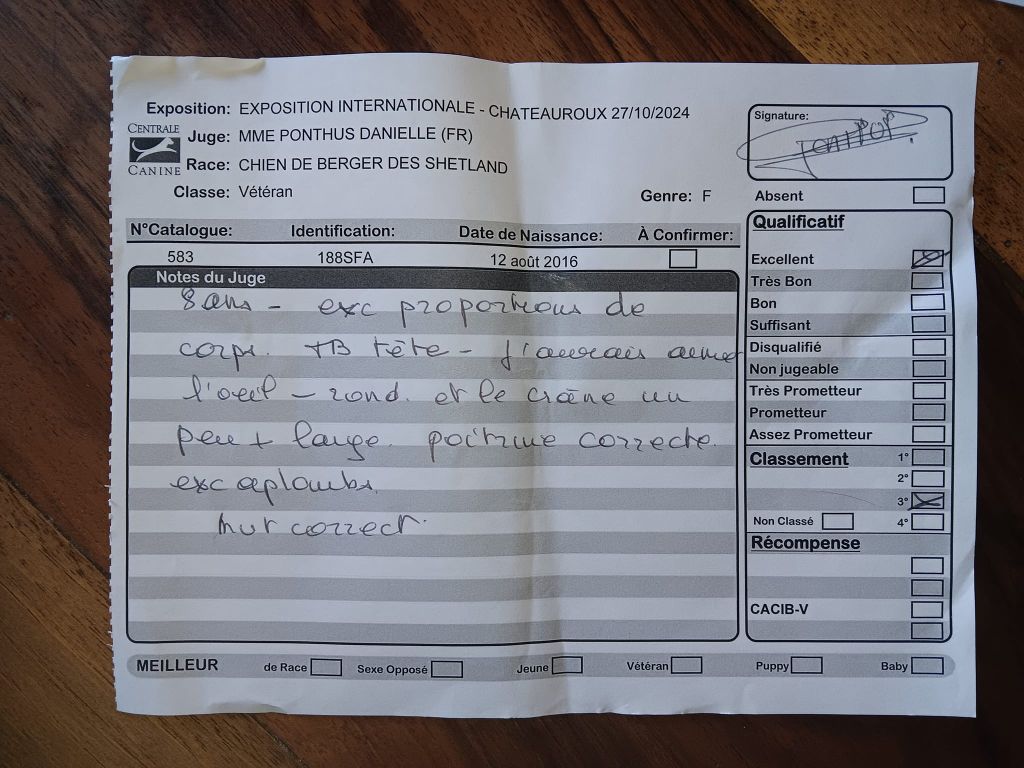 Exposition: EXPOSITION INTERNATIONALE - CHATEAUROUX 27/10/2024
CENTRALE
CANINE
Juge: MME PONTHUS DANIELLE (FR)
Race: CHIEN DE BERGER DES SHETLAND
Classe: Vétéran
Genre: F
Signature:
Absent
N°Catalogue: Identification: Date de Naissance: À Confirmer:
583 188SFA 12 août 2016
Notes du Juge
8 ans - exc proportions de
corps. TB tête - j'aurais aimé
l'oeil - rond. et le crâne un
peu + large. poitrine correcte.
exc aplombs.
mvt correct.
Qualificatif
Excellent
Très Bon
Bon
Suffisant
Disqualifié
Non jugeable
Très Prometteur
Prometteur
Assez Prometteur
Classement 1°
2°
3°
Non Classé 4°
Récompense
CACIB-V
MEILLEUR de Race Sexe Opposé Jeune Vétéran Puppy Baby